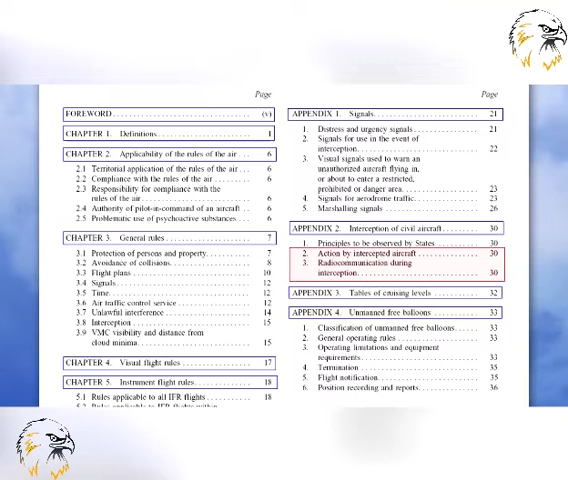 Page
FOREWORD (v)
CHAPTER 1. Definitions 1
CHAPTER 2. Applicability of the rules of the air 6
2.1 Territorial application of the rules of the air 6
2.2 Compliance with the rules of the air 6
2.3 Responsibility for compliance with the
rules of the air 6
2.4 Authority of pilot-in-command of an aircraft 6
2.5 Problematic use of psychoactive substances 6
CHAPTER 3. General rules 7
3.1 Protection of persons and property 7
3.2 Avoidance of collisions 8
3.3 Flight plans 10
3.4 Signals 12
3.5 Time 12
3.6 Air traffic control service 12
3.7 Unlawful interference 14
3.8 Interception 15
3.9 VMC visibility and distance from
cloud minima 15
CHAPTER 4. Visual flight rules 17
CHAPTER 5. Instrument flight rules 18
5.1 Rules applicable to all IFR flights 18
5.2 Rules applicable to IFR flights within
Page
APPENDIX 1. Signals 21
1. Distress and urgency signals 21
2. Signals for use in the event of
interception 22
3. Visual signals used to warn an
unauthorized aircraft flying in,
or about to enter a restricted,
prohibited or danger area 23
4. Signals for aerodrome traffic 23
5. Marshalling signals 26
APPENDIX 2. Interception of civil aircraft 30
1. Principles to be observed by States 30
2. Action by intercepted aircraft 30
3. Radiocommunication during
interception 30
APPENDIX 3. Tables of cruising levels 32
APPENDIX 4. Unmanned free balloons 33
1. Classification of unmanned free balloons 33
2. General operating rules 33
3. Operating limitations and equipment
requirements 33
4. Termination 35
5. Flight notification 35
6. Position recording and reports 36